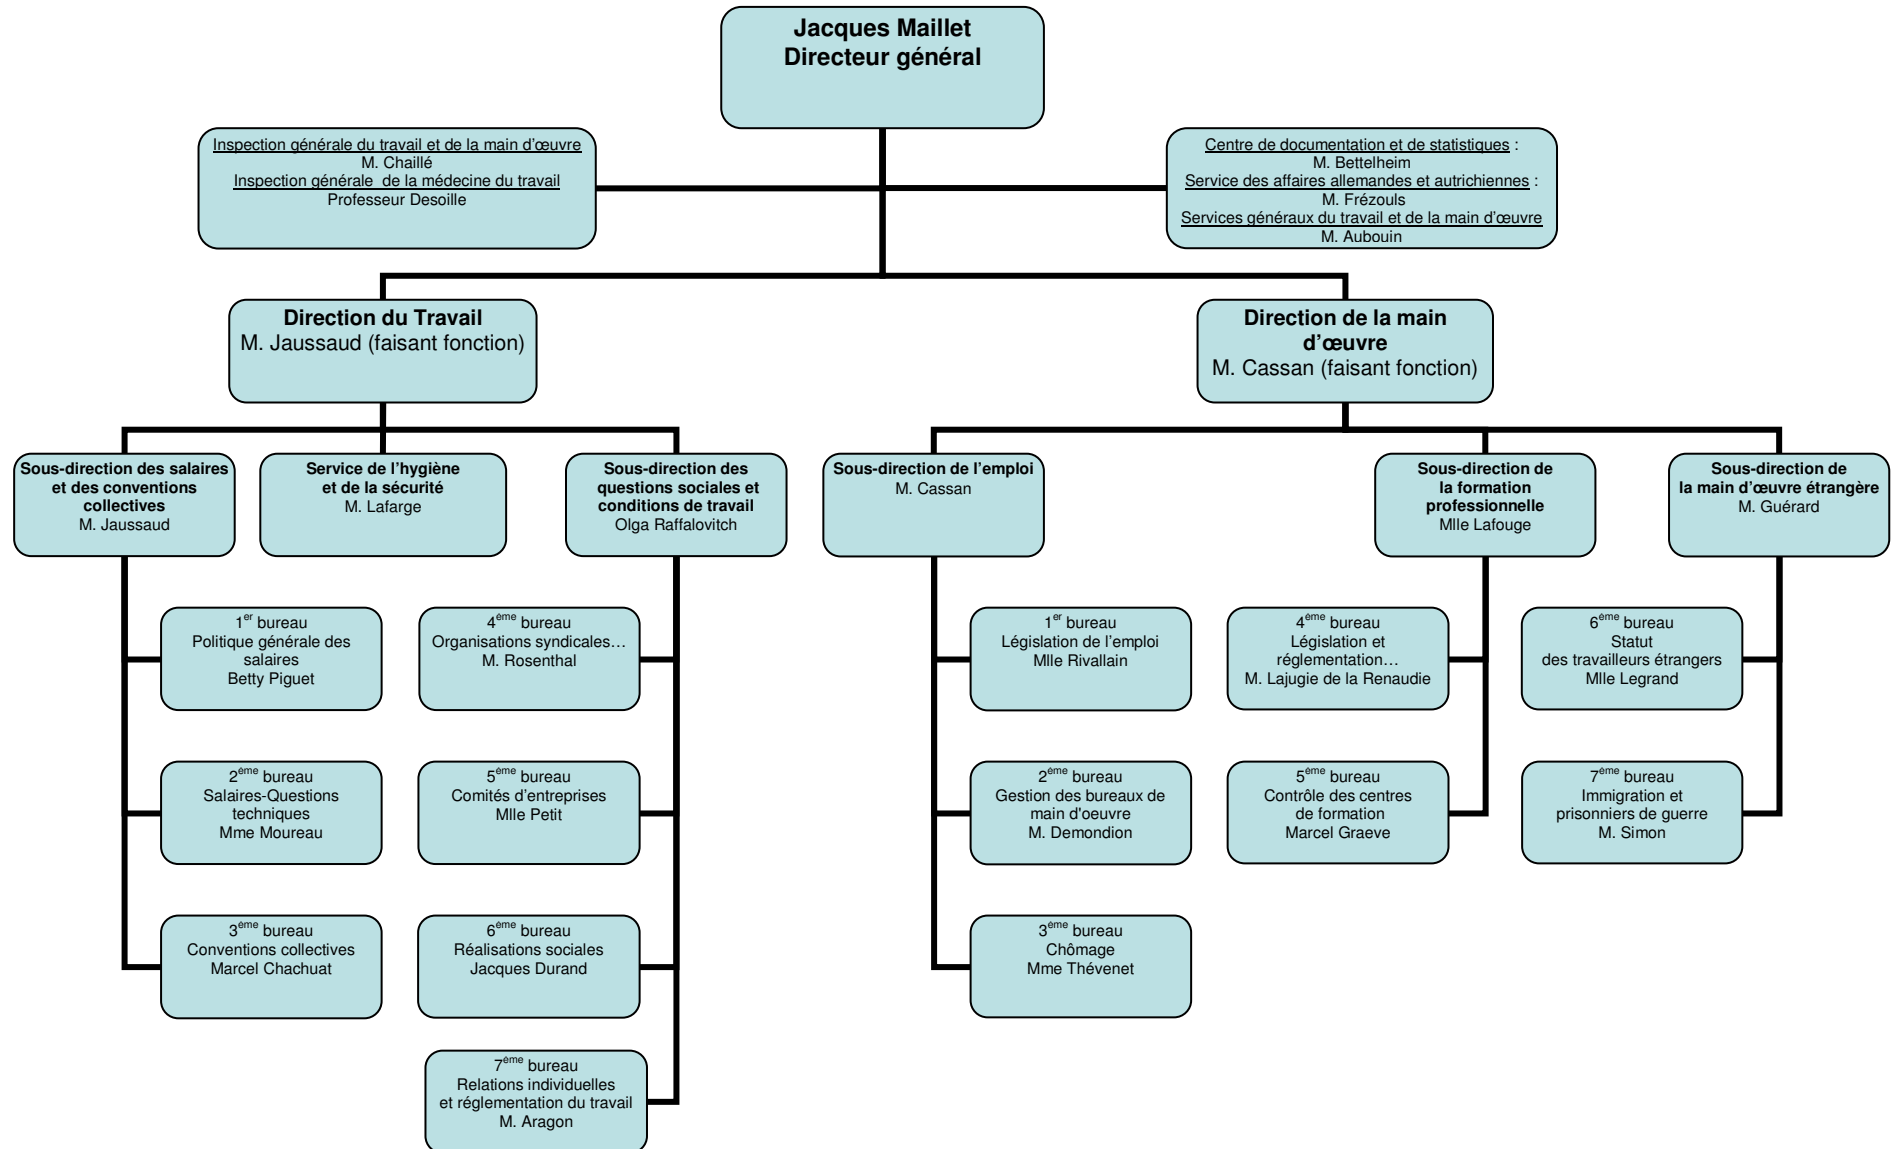 Jacques Maillet
Directeur général
Inspection générale du travail et de la main d’œuvre
M. Chaillé
Inspection générale  de la médecine du travail
Professeur Desoille
Centre de documentation et de statistiques :
M. Bettelheim
Service des affaires allemandes et autrichiennes :
M. Frézouls
Services généraux du travail et de la main d’œuvre
M. Aubouin
Direction du Travail
M. Jaussaud (faisant fonction)
Direction de la main
d’œuvre
M. Cassan (faisant fonction)
Sous-direction des salaires
et des conventions
collectives
M. Jaussaud
Service de l’hygiène
et de la sécurité
M. Lafarge
Sous-direction des
questions sociales et
conditions de travail
Olga Raffalovitch
Sous-direction de l’emploi
M. Cassan
Sous-direction de
la formation
professionnelle
Mlle Lafouge
Sous-direction de
la main d’œuvre étrangère
M. Guérard
1er bureau
Politique générale des
salaires
Betty Piguet
4ème bureau
Organisations syndicales…
M. Rosenthal
1er bureau
Législation de l’emploi
Mlle Rivallain
4ème bureau
Législation et
réglementation…
M. Lajugie de la Renaudie
6ème bureau
Statut
des travailleurs étrangers
Mlle Legrand
2ème bureau
Salaires-Questions
techniques
Mme Moureau
5ème bureau
Comités d’entreprises
Mlle Petit
2ème bureau
Gestion des bureaux de
main d'oeuvre
M. Demondion
5ème bureau
Contrôle des centres
de formation
Marcel Graeve
7ème bureau
Immigration et
prisonniers de guerre
M. Simon
3ème bureau
Conventions collectives
Marcel Chachuat
6ème bureau
Réalisations sociales
Jacques Durand
3ème bureau
Chômage
Mme Thévenet
7ème bureau
Relations individuelles
et réglementation du travail
M. Aragon